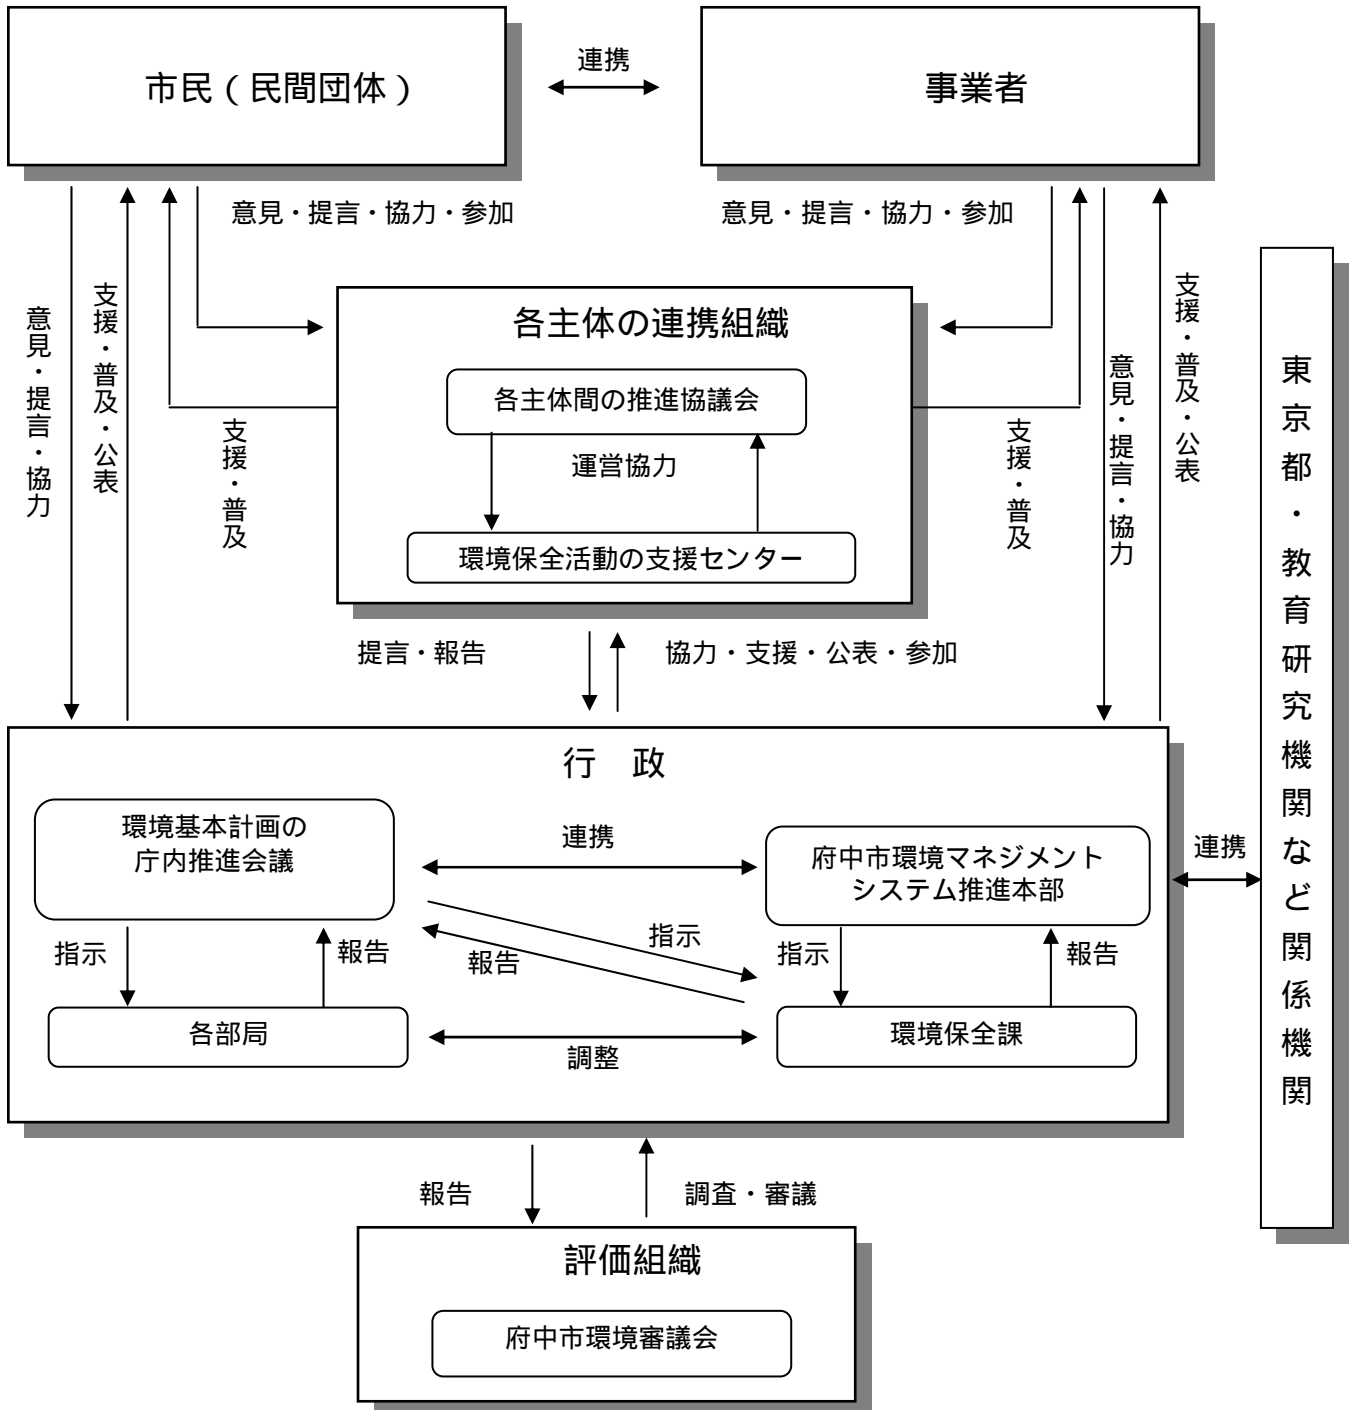 市民（民間団体）
連携
事業者
意見・提言・協力・参加
意見・提言・協力・参加
意見・提言・協力
支援・普及・公表
支援・普及
各主体の連携組織
各主体間の推進協議会
運営協力
環境保全活動の支援センター
支援・普及
意見・提言・協力
支援・普及・公表
東京都・教育研究機関など関係機関
提言・報告
協力・支援・公表・参加
行　政
環境基本計画の
庁内推進会議
連携
府中市環境マネジメント
システム推進本部
連携
指示
報告
報告
指示
指示
報告
各部局
調整
環境保全課
報告
調査・審議
評価組織
府中市環境審議会